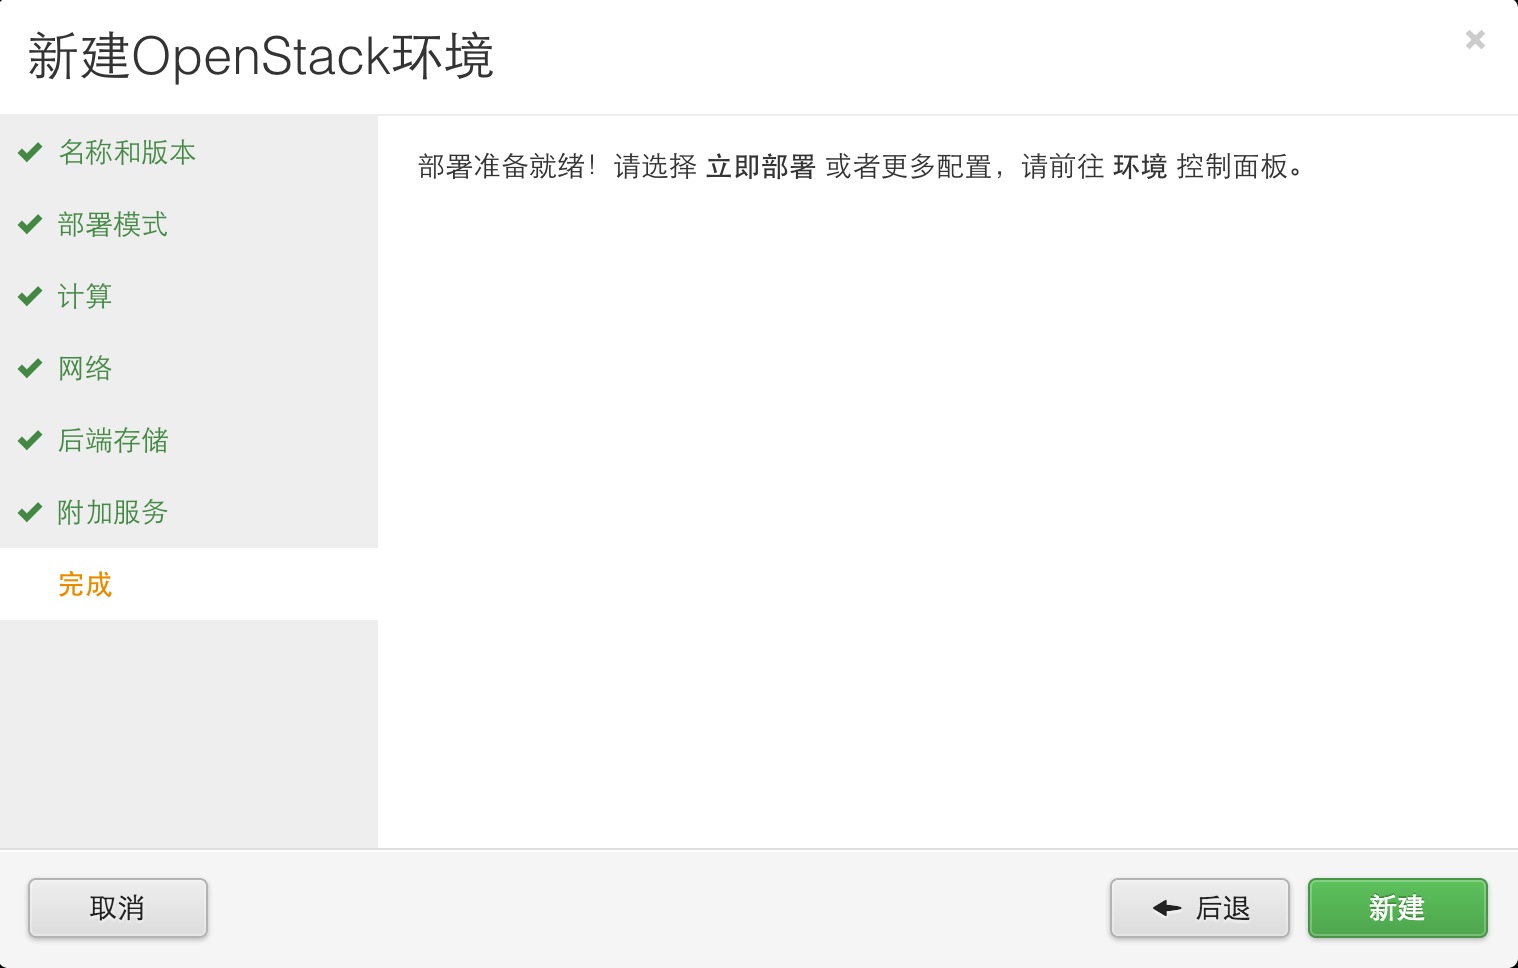 新建OpenStack环境
名称和版本
部署模式
计算
网络
后端存储
附加服务
完成
部署准备就绪！请选择 立即部署 或者更多配置，请前往 环境 控制面板。
取消
后退
新建